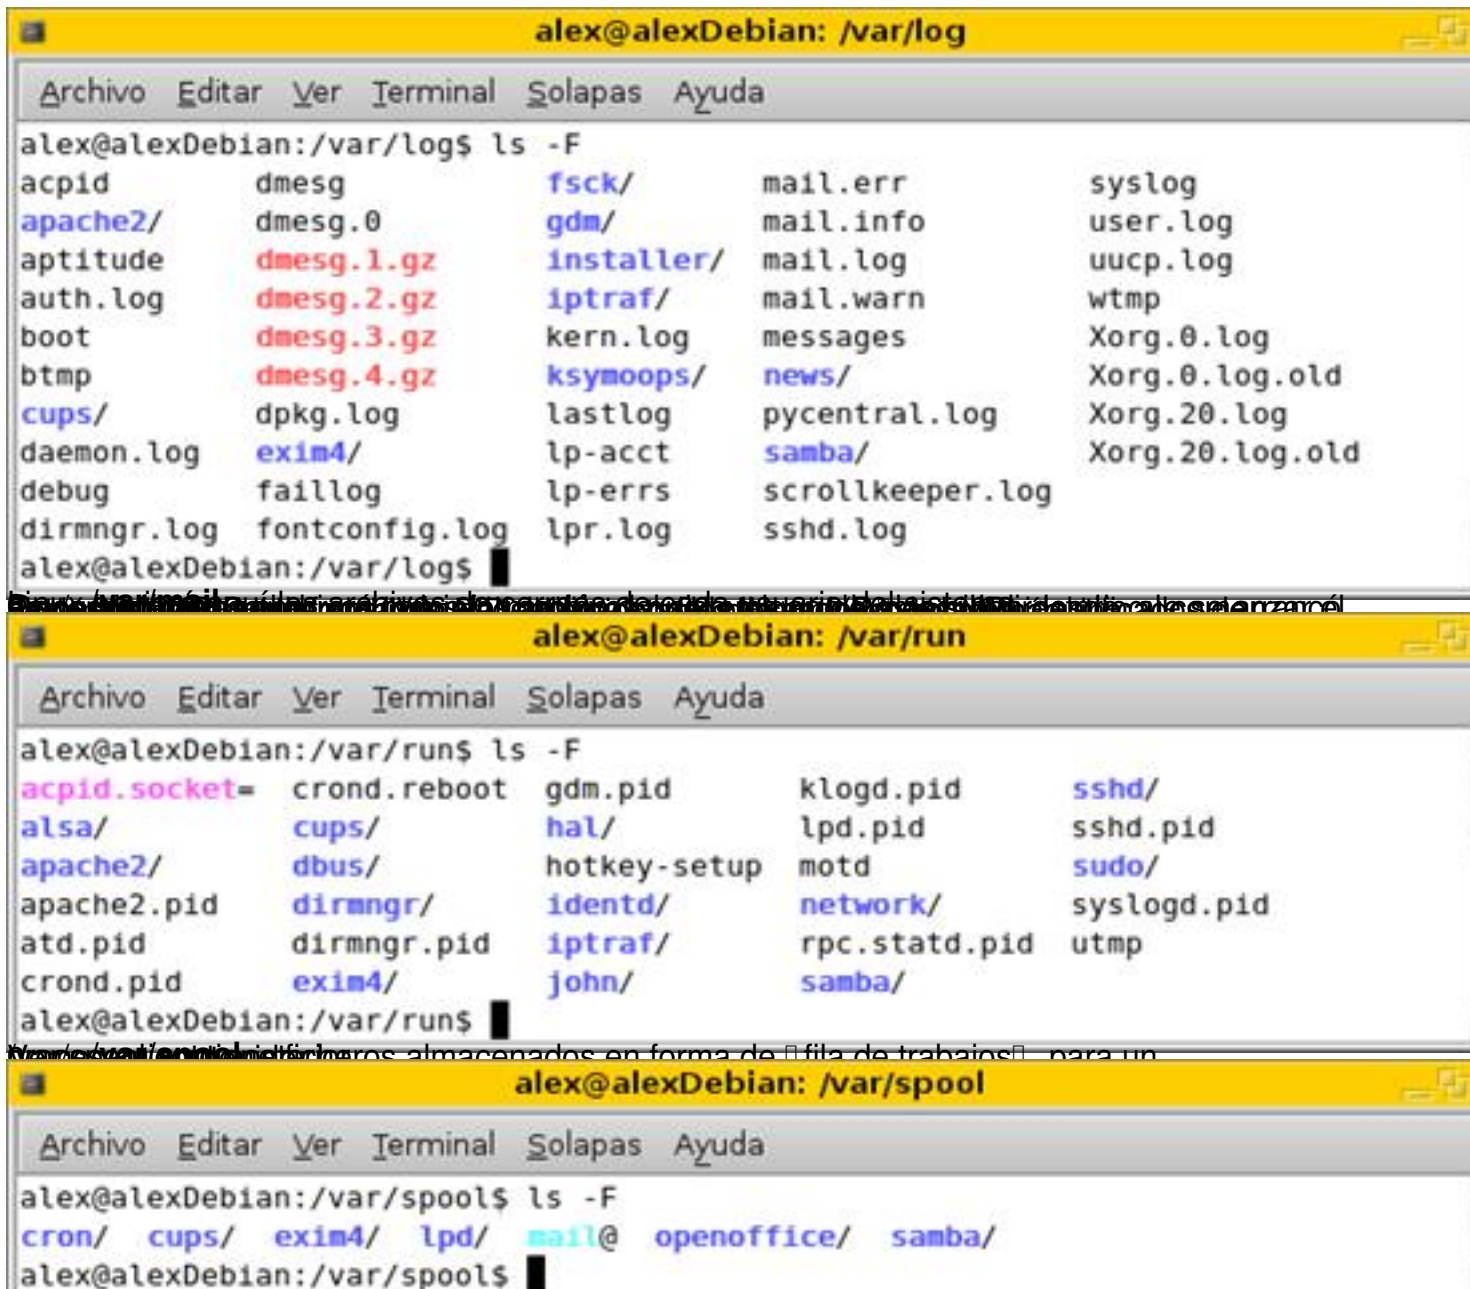 alex@alexDebian: /var/log
Archivo Editar Ver Terminal Solapas Ayuda
alex@alexDebian:/var/log$ ls -F
acpid dmesg fsck/ mail.err syslog
apache2/ dmesg.0 gdm/ mail.info user.log
aptitude dmesg.1.gz installer/ mail.log uucp.log
auth.log dmesg.2.gz iptraf/ mail.warn wtmp
boot dmesg.3.gz kern.log messages Xorg.0.log
btmp dmesg.4.gz ksymoops/ news/ Xorg.0.log.old
cups/ dpkg.log lastlog pycentral.log Xorg.20.log
daemon.log exim4/ lp-acct samba/ Xorg.20.log.old
debug faillog lp-errs scrollkeeper.log
dirmngr.log fontconfig.log lpr.log sshd.log
alex@alexDebian:/var/log$
alex@alexDebian: /var/run
Archivo Editar Ver Terminal Solapas Ayuda
alex@alexDebian:/var/run$ ls -F
acpid.socket= crond.reboot gdm.pid klogd.pid sshd/
alsa/ cups/ hal/ lpd.pid sshd.pid
apache2/ dbus/ hotkey-setup motd sudo/
apache2.pid dirmngr/ identd/ network/ syslogd.pid
atd.pid dirmngr.pid iptraf/ rpc.statd.pid utmp
crond.pid exim4/ john/ samba/
alex@alexDebian:/var/run$
almacenados en forma de fila de trabajos para un
alex@alexDebian: /var/spool
Archivo Editar Ver Terminal Solapas Ayuda
alex@alexDebian:/var/spool$ ls -F
cron/ cups/ exim4/ lpd/ mail@ openoffice/ samba/
alex@alexDebian:/var/spool$